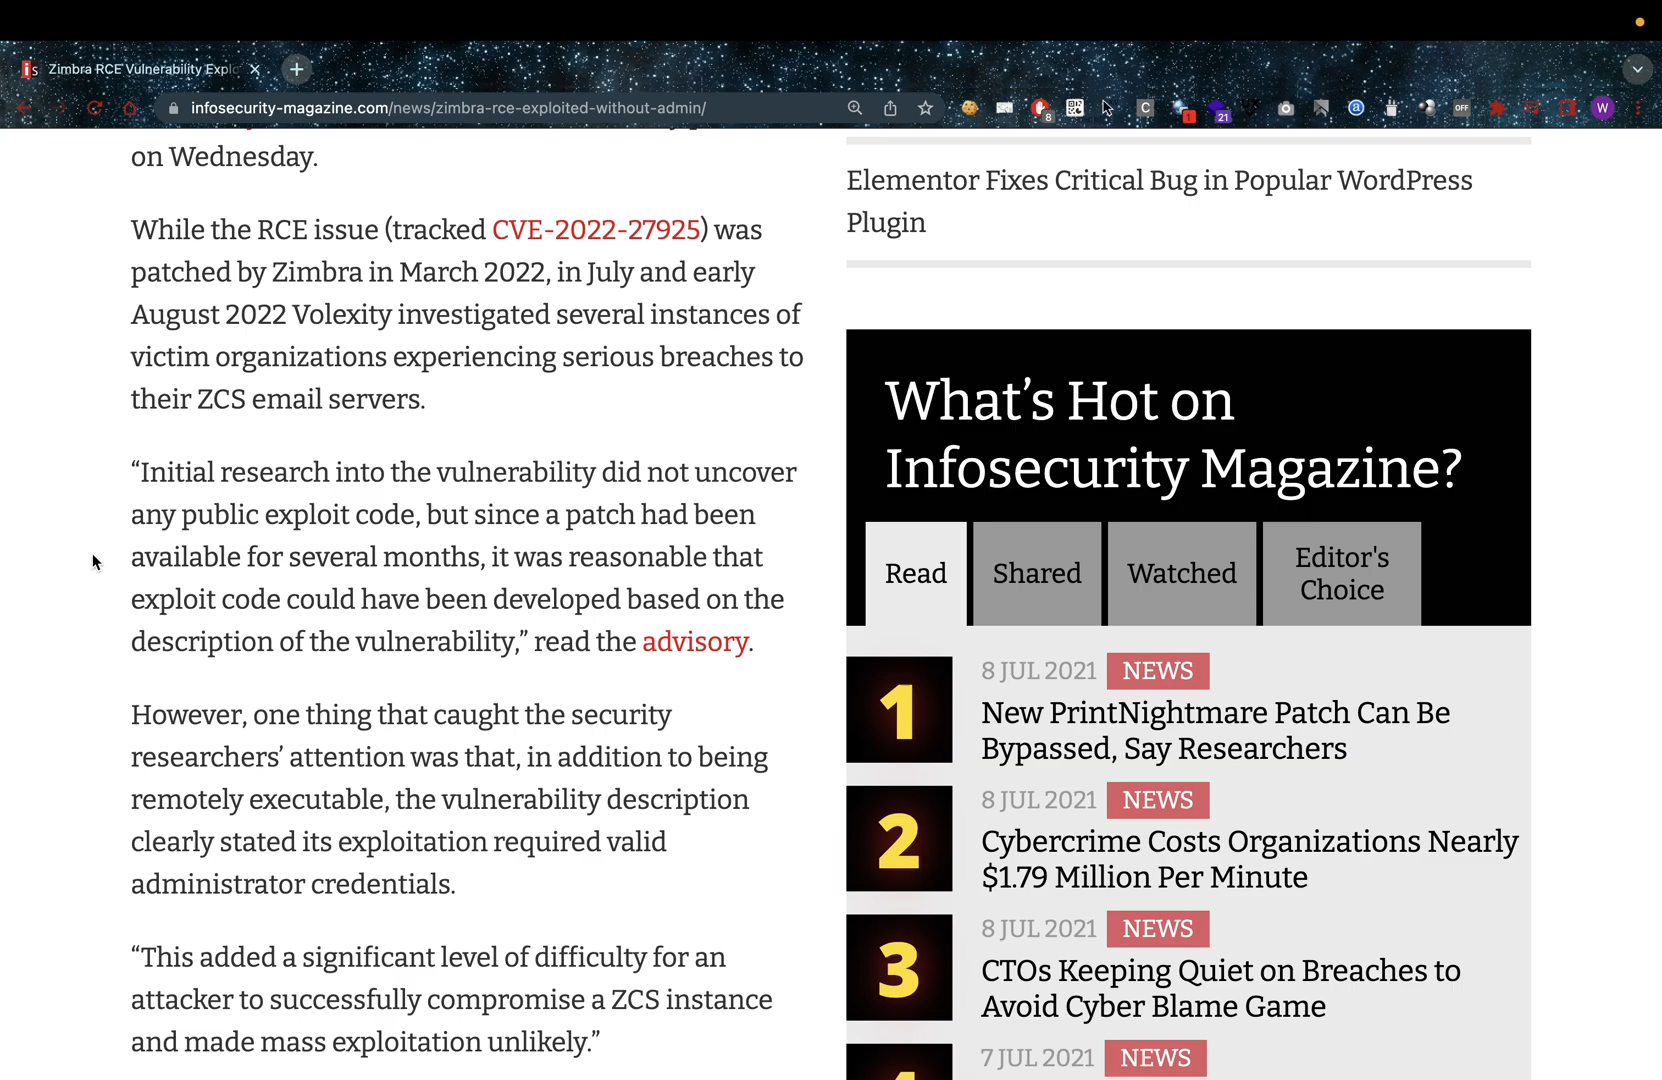 Zimbra RCE Vulnerability Explo
infosecurity-magazine.com/news/zimbra-rce-exploited-without-admin/
8
1
21
OFF
W
on Wednesday.
While the RCE issue (tracked CVE-2022-27925) was
patched by Zimbra in March 2022, in July and early
August 2022 Volexity investigated several instances of
victim organizations experiencing serious breaches to
their ZCS email servers.
“Initial research into the vulnerability did not uncover
any public exploit code, but since a patch had been
available for several months, it was reasonable that
exploit code could have been developed based on the
description of the vulnerability,” read the advisory.
However, one thing that caught the security
researchers’ attention was that, in addition to being
remotely executable, the vulnerability description
clearly stated its exploitation required valid
administrator credentials.
“This added a significant level of difficulty for an
attacker to successfully compromise a ZCS instance
and made mass exploitation unlikely.”
Elementor Fixes Critical Bug in Popular WordPress
Plugin
What’s Hot on
Infosecurity Magazine?
Read
Shared
Watched
Editor's
Choice
1
8 JUL 2021 NEWS
New PrintNightmare Patch Can Be
Bypassed, Say Researchers
2
8 JUL 2021 NEWS
Cybercrime Costs Organizations Nearly
$1.79 Million Per Minute
3
8 JUL 2021 NEWS
CTOs Keeping Quiet on Breaches to
Avoid Cyber Blame Game
7 JUL 2021 NEWS